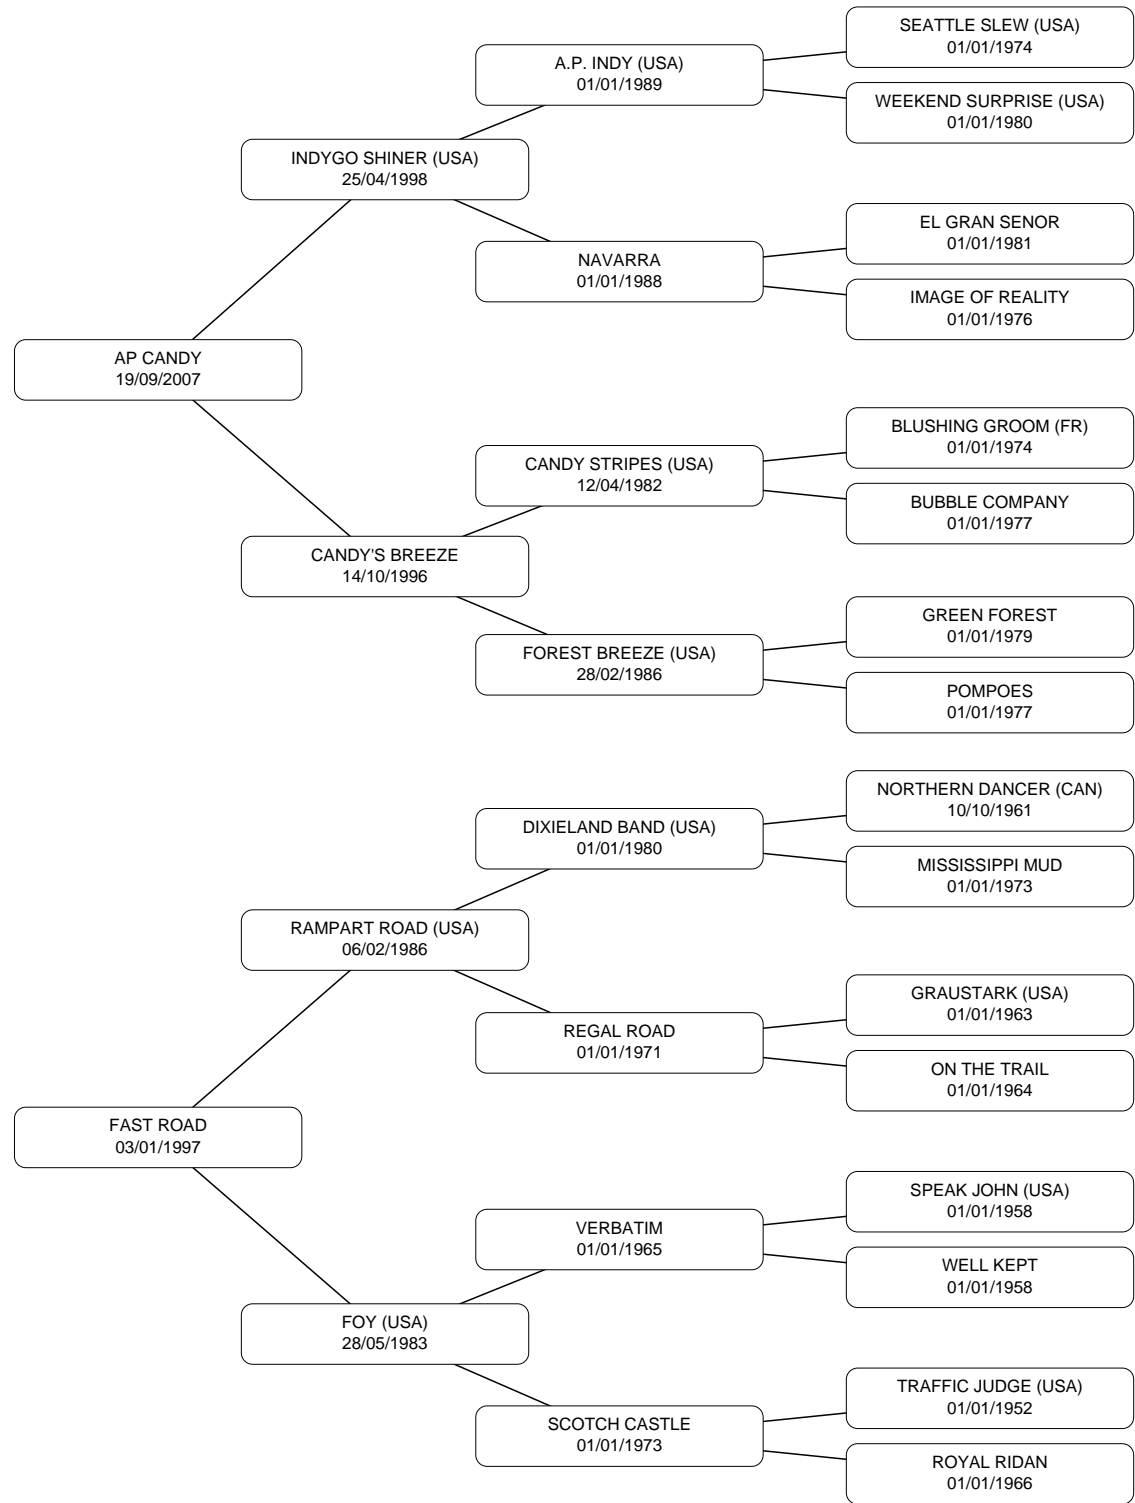 SEATTLE SLEW (USA)
01/01/1974
A.P. INDY (USA)
01/01/1989
WEEKEND SURPRISE (USA)
01/01/1980
INDYGO SHINER (USA)
25/04/1998
EL GRAN SENOR
01/01/1981
NAVARRA
01/01/1988
IMAGE OF REALITY
01/01/1976
AP CANDY
19/09/2007
BLUSHING GROOM (FR)
01/01/1974
CANDY STRIPES (USA)
12/04/1982
BUBBLE COMPANY
01/01/1977
CANDY'S BREEZE
14/10/1996
GREEN FOREST
01/01/1979
FOREST BREEZE (USA)
28/02/1986
POMPOES
01/01/1977
NORTHERN DANCER (CAN)
10/10/1961
DIXIELAND BAND (USA)
01/01/1980
MISSISSIPPI MUD
01/01/1973
RAMPART ROAD (USA)
06/02/1986
GRAUSTARK (USA)
01/01/1963
REGAL ROAD
01/01/1971
ON THE TRAIL
01/01/1964
FAST ROAD
03/01/1997
SPEAK JOHN (USA)
01/01/1958
VERBATIM
01/01/1965
WELL KEPT
01/01/1958
FOY (USA)
28/05/1983
TRAFFIC JUDGE (USA)
01/01/1952
SCOTCH CASTLE
01/01/1973
ROYAL RIDAN
01/01/1966